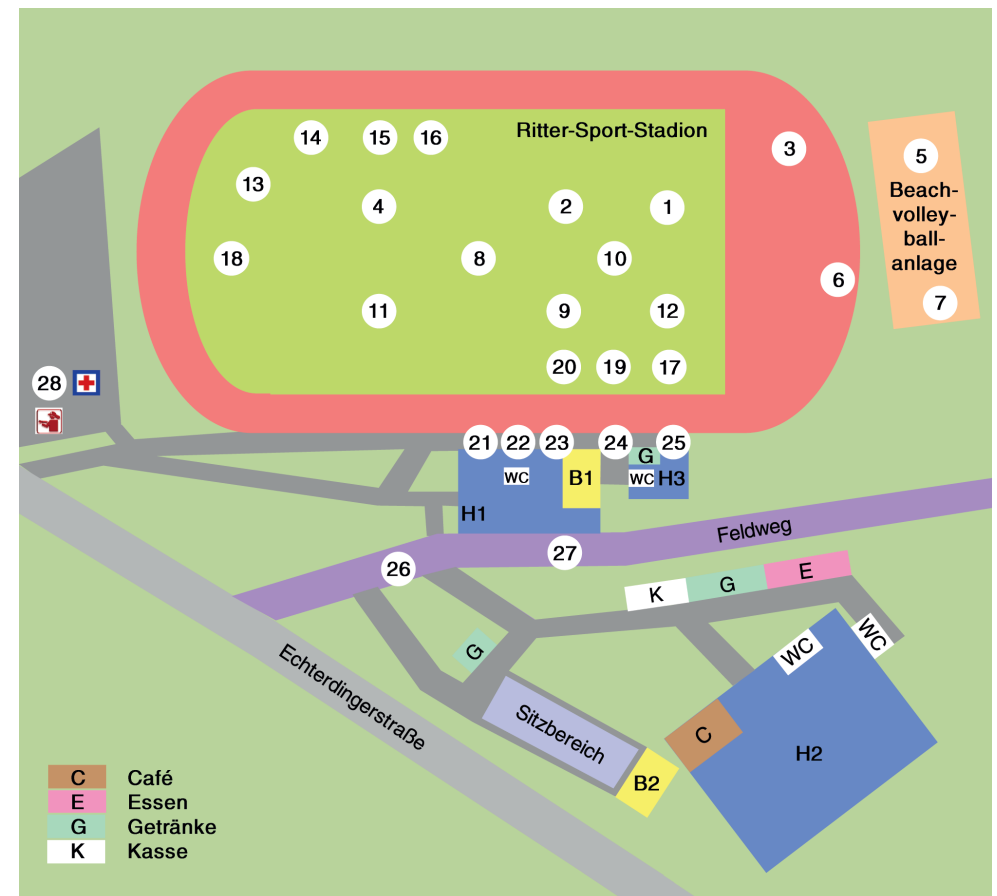 Ritter-Sport-Stadion
14
15
16
3
5
13
4
2
1
Beach-
volley-
ball-
anlage
18
8
10
6
7
11
9
12
20
19
17
28
21
22
23
24
25
WC
B1
G
WC
H3
H1
Feldweg
26
27
K
G
E
G
WC
WC
Echterdingerstraße
Sitzbereich
C
B2
H2
C Café
E Essen
G Getränke
K Kasse